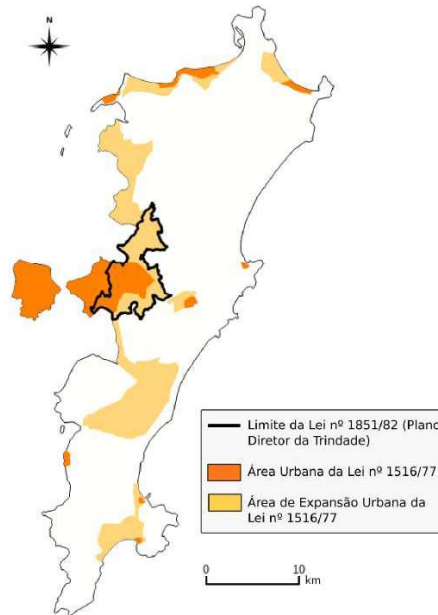 N
Limite da Lei nº 1851/82 (Plano
Diretor da Trindade)
Área Urbana da Lei nº 1516/77
Área de Expansão Urbana da
Lei nº 1516/77
0 10
km